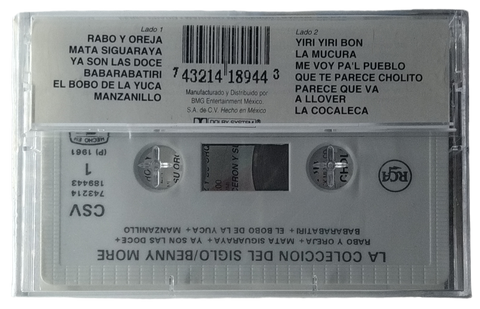 Lado 1
RABO Y OREJA
MATA SIGUARAYA
YA SON LAS DOCE
BABARABATIRI
EL BOBO DE LA YUCA
MANZANILLO
7 43214 18944 3
Manufacturado y Distribuido por
BMG Entertainment México,
S.A. de C.V. Hecho en México
DOLBY SYSTEM
Lado 2
YIRI YIRI BON
LA MUCURA
ME VOY PA'L PUEBLO
QUE TE PARECE CHOLITO
PARECE QUE VA
A LLOVER
LA COCALECA
LA COLECCION DEL SIGLO/BENNY MORE
RABO Y OREJA+ MATA SIGUARAYA+ YA SON LAS DOCE+
BABARABATIRI+ EL BOBO DE LA YUCA+ MANZANILLO
RCA
CSV
1
743214
189443
(P) 1961
HECHO EN